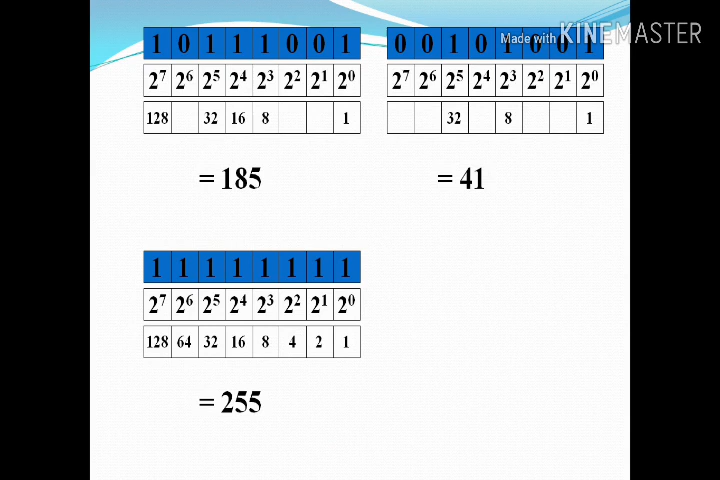 1 0 1 1 1 0 0 1
2⁷ 2⁶ 2⁵ 2⁴ 2³ 2² 2¹ 2⁰
128 32 16 8 1
= 185
Made with KINEMASTER
0 0 1 0 1 0 0 1
2⁷ 2⁶ 2⁵ 2⁴ 2³ 2² 2¹ 2⁰
32 8 1
= 41
1 1 1 1 1 1 1 1
2⁷ 2⁶ 2⁵ 2⁴ 2³ 2² 2¹ 2⁰
128 64 32 16 8 4 2 1
= 255